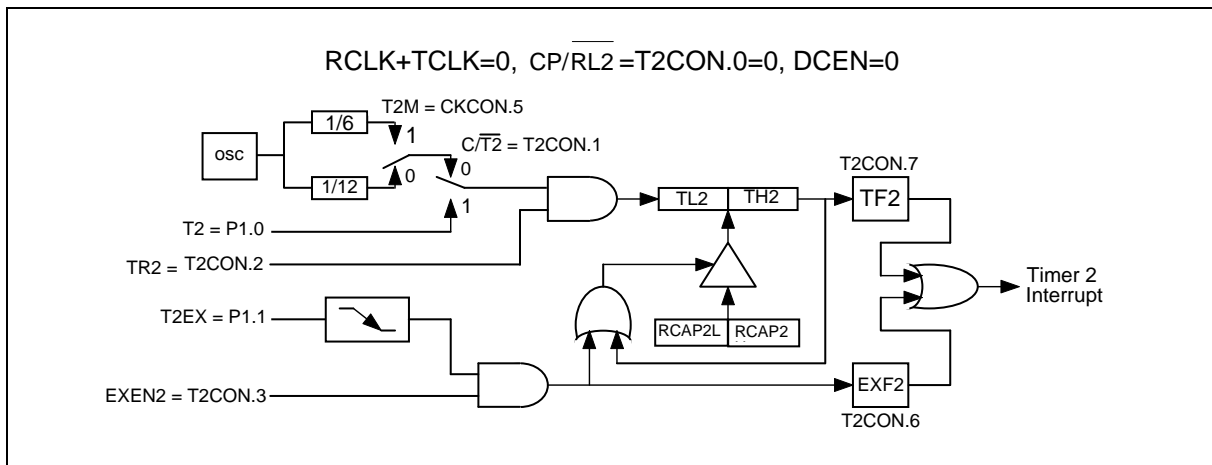 RCLK+TCLK=0, CP/RL2 =T2CON.0=0, DCEN=0
T2M = CKCON.5
1/6
1
C/T2 = T2CON.1
osc
0
0
1/12
1
T2CON.7
TL2
TH2
TF2
T2 = P1.0
TR2 = T2CON.2
Timer 2
Interrupt
T2EX = P1.1
RCAP2L
RCAP2
EXEN2 = T2CON.3
EXF2
T2CON.6